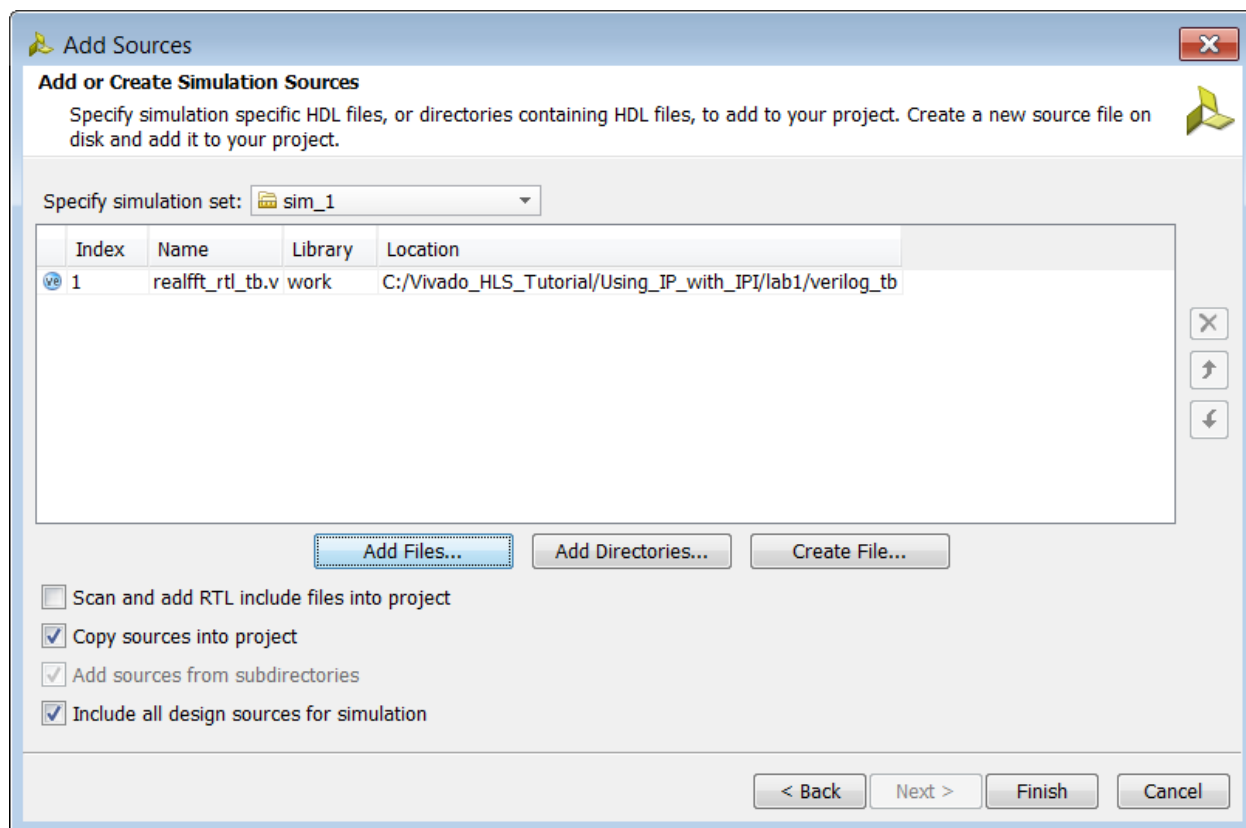 Add Sources
Add or Create Simulation Sources
Specify simulation specific HDL files, or directories containing HDL files, to add to your project. Create a new source file on
disk and add it to your project.
Specify simulation set: sim_1
Index Name Library Location
ve 1 realfft_rtl_tb.v work C:/Vivado_HLS_Tutorial/Using_IP_with_IPI/lab1/verilog_tb
Add Files... Add Directories... Create File...
Scan and add RTL include files into project
Copy sources into project
Add sources from subdirectories
Include all design sources for simulation
< Back Next > Finish Cancel